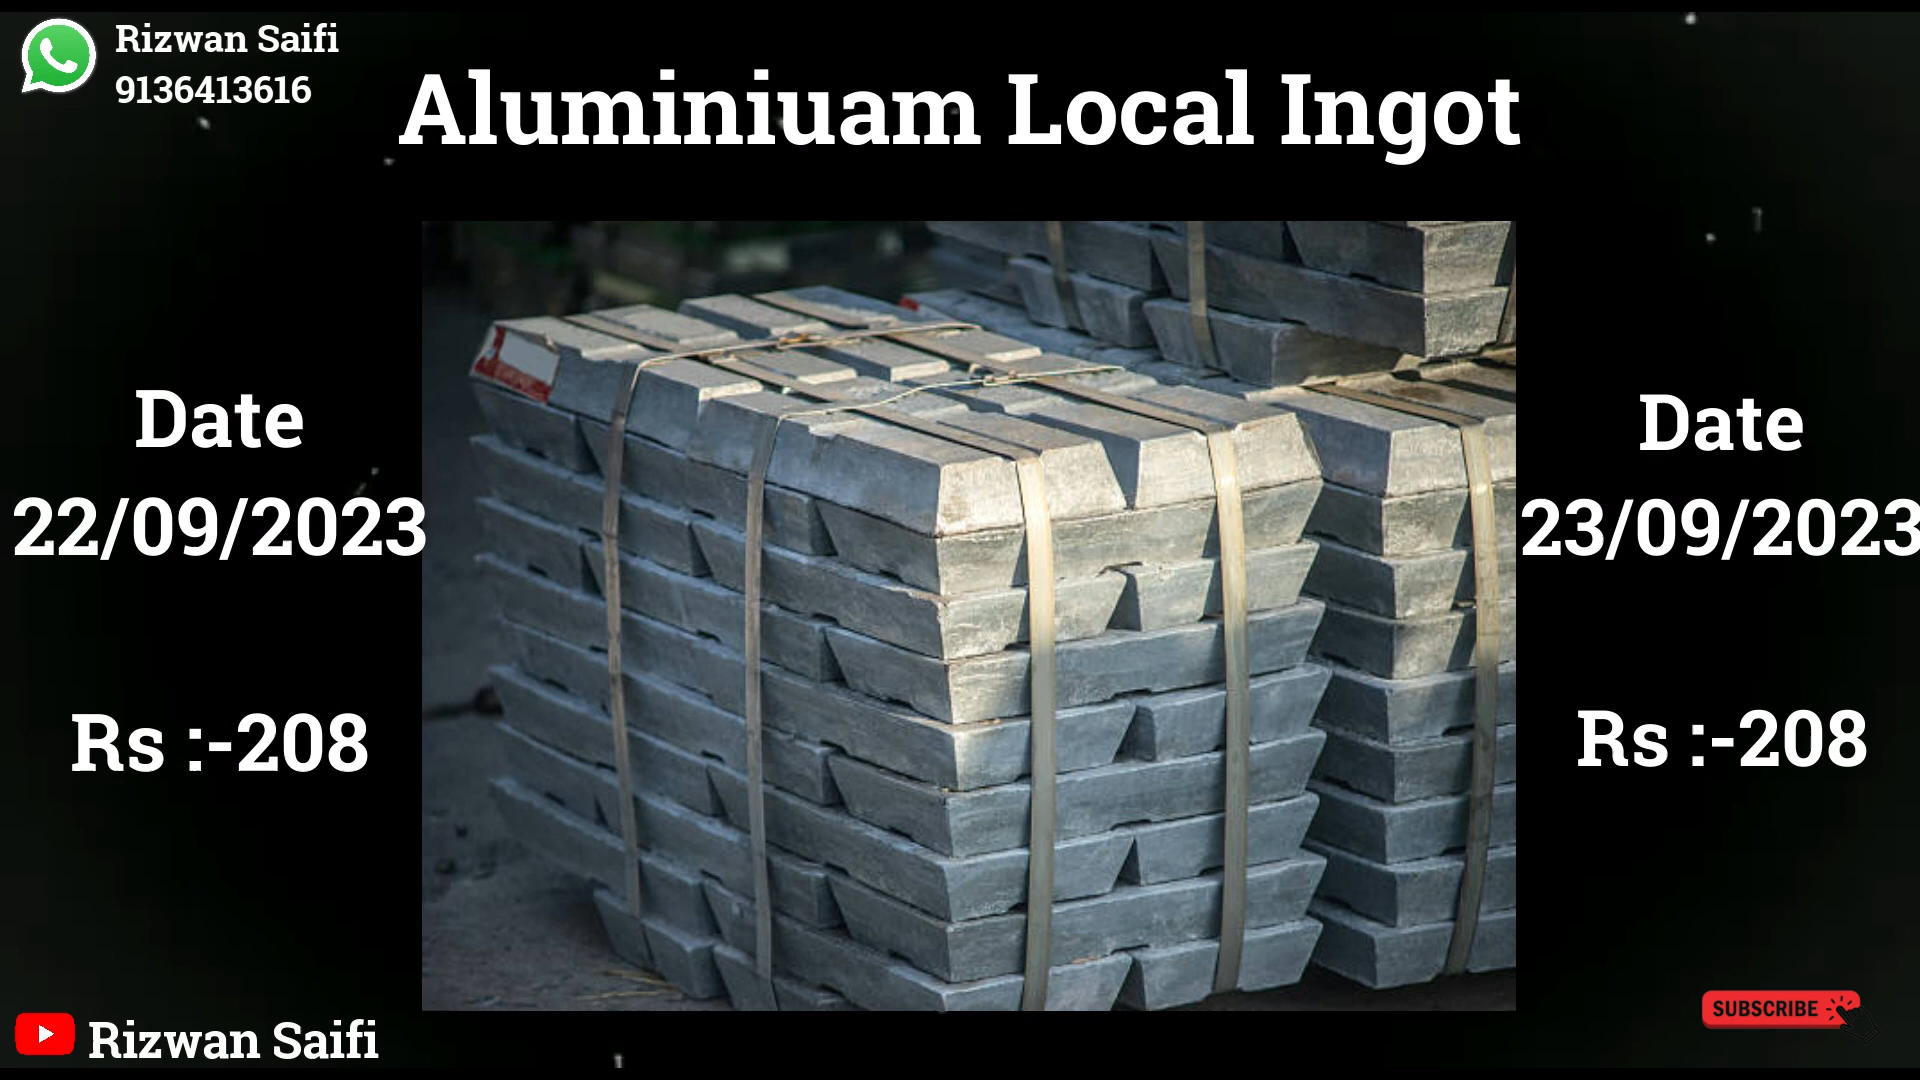 Rizwan Saifi
9136413616
Aluminiuam Local Ingot
Date
22/09/2023
Rs :-208
Date
23/09/2023
Rs :-208
Rizwan Saifi
SUBSCRIBE